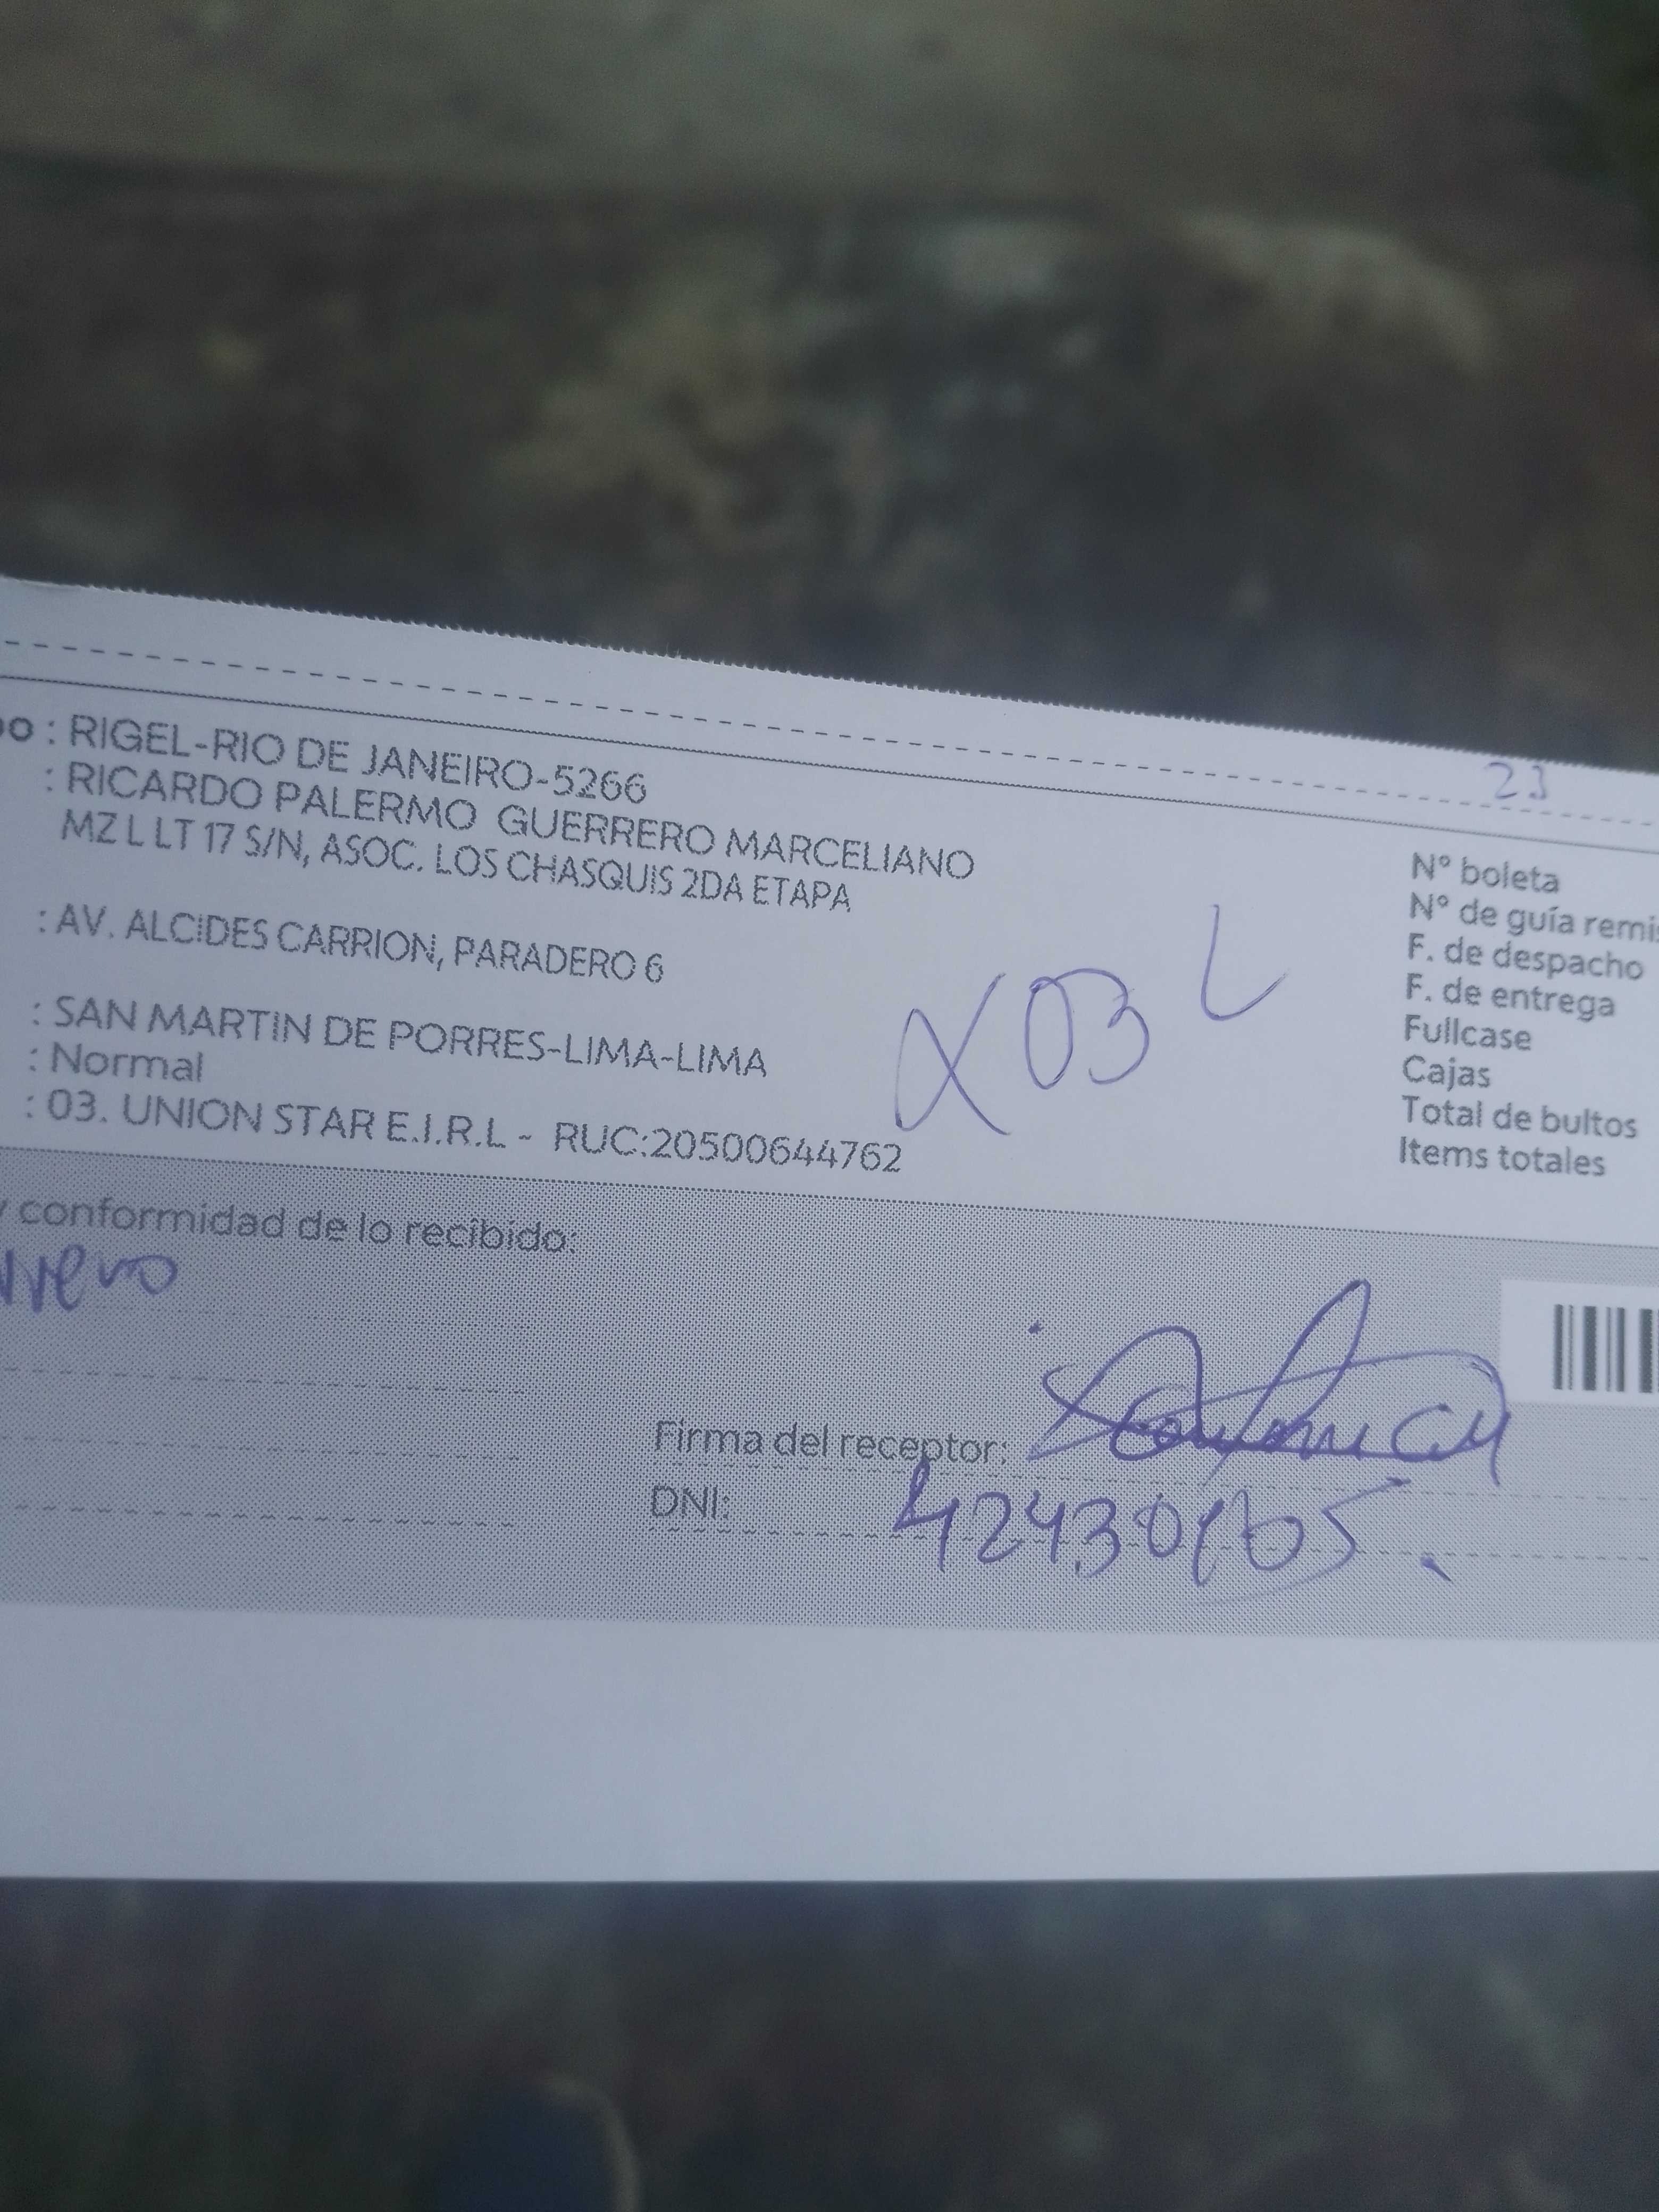 23
: RIGEL-RIO DE JANEIRO-5266
: RICARDO PALERMO GUERRERO MARCELIANO
MZ L LT 17 S/N, ASOC. LOS CHASQUIS 2DA ETAPA
: AV. ALCIDES CARRION, PARADERO 6
: SAN MARTIN DE PORRES-LIMA-LIMA
: Normal
: 03. UNION STAR E.I.R.L - RUC:20500644762
X03 L
N° boleta
N° de guía remis
F. de despacho
F. de entrega
Fullcase
Cajas
Total de bultos
Items totales
y conformidad de lo recibido:
Firma del receptor:
DNI: